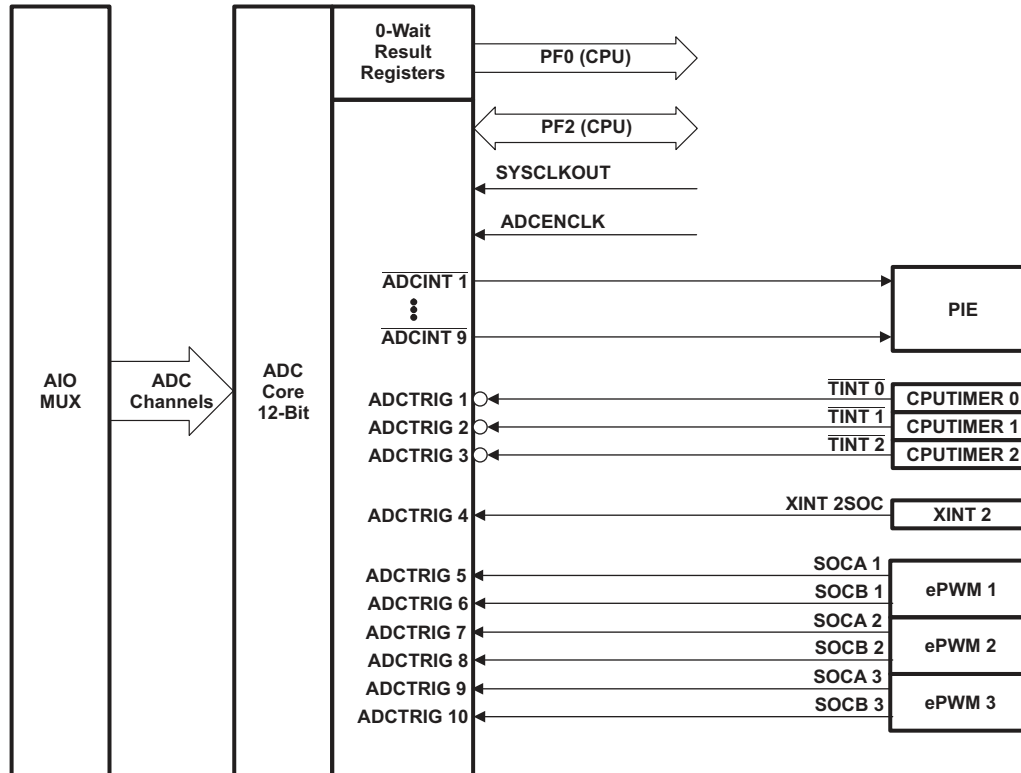 0-Wait
Result
Registers
PF0 (CPU)
PF2 (CPU)
SYSCLKOUT
ADCENCLK
ADCINT 1
PIE
ADCINT 9
AIO
MUX
ADC
Channels
ADC
Core
12-Bit
ADCTRIG 1
TINT 0
CPUTIMER 0
ADCTRIG 2
TINT 1
CPUTIMER 1
ADCTRIG 3
TINT 2
CPUTIMER 2
ADCTRIG 4
XINT 2SOC
XINT 2
ADCTRIG 5
SOCA 1
ePWM 1
ADCTRIG 6
SOCB 1
ADCTRIG 7
SOCA 2
ePWM 2
ADCTRIG 8
SOCB 2
ADCTRIG 9
SOCA 3
ePWM 3
ADCTRIG 10
SOCB 3